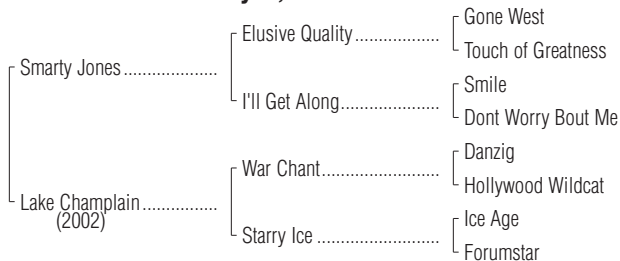 Gone West
Elusive Quality..................
Touch of Greatness
Smarty Jones....................
Smile
I'll Get Along.....................
Dont Worry Bout Me
Danzig
War Chant.........................
Hollywood Wildcat
Lake Champlain................
(2002)
Ice Age
Starry Ice ..........................
Forumstar